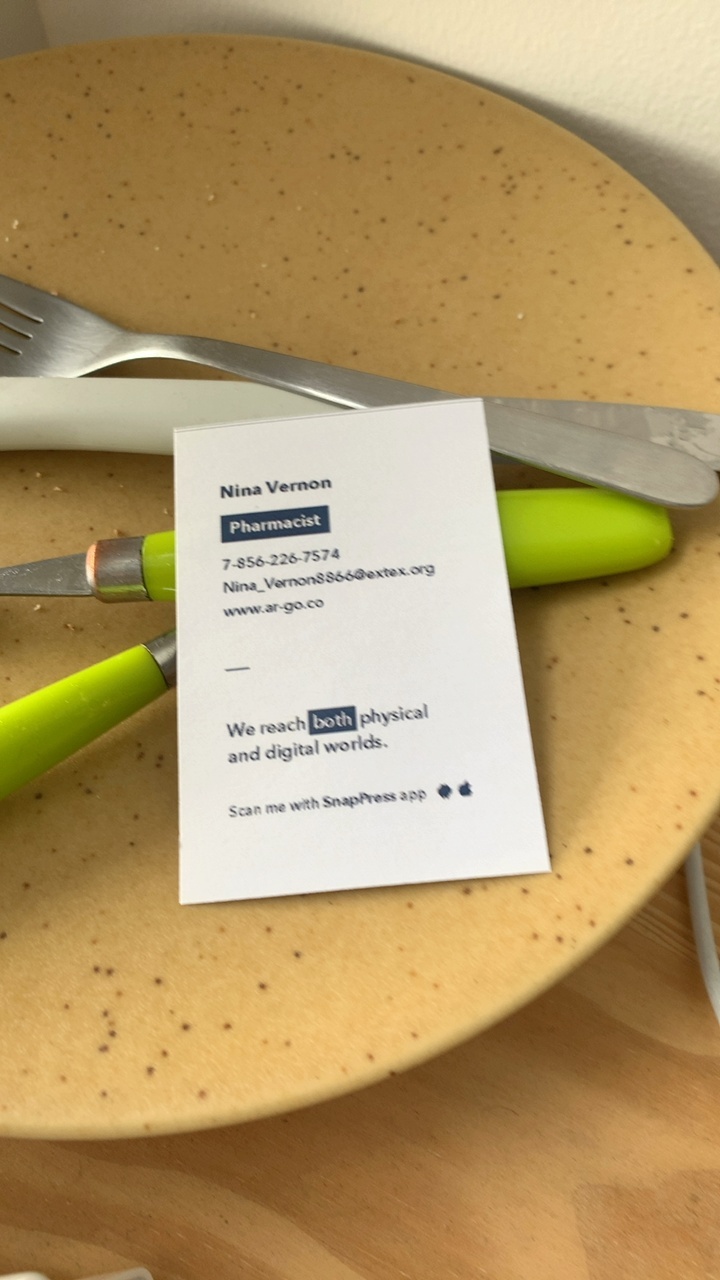 Nina Vernon
Pharmacist
7-856-226-7574
Nina_Vernon8866@extex.org
www.ar-go.co
—
We reach both physical
and digital worlds.
Scan me with SnapPress app